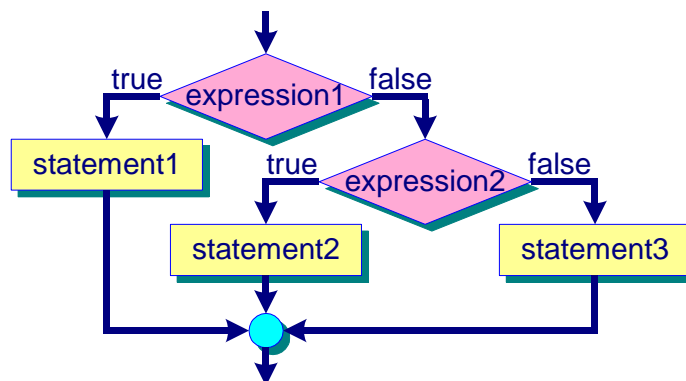 true
false
expression1
statement1
true
false
expression2
statement2
statement3